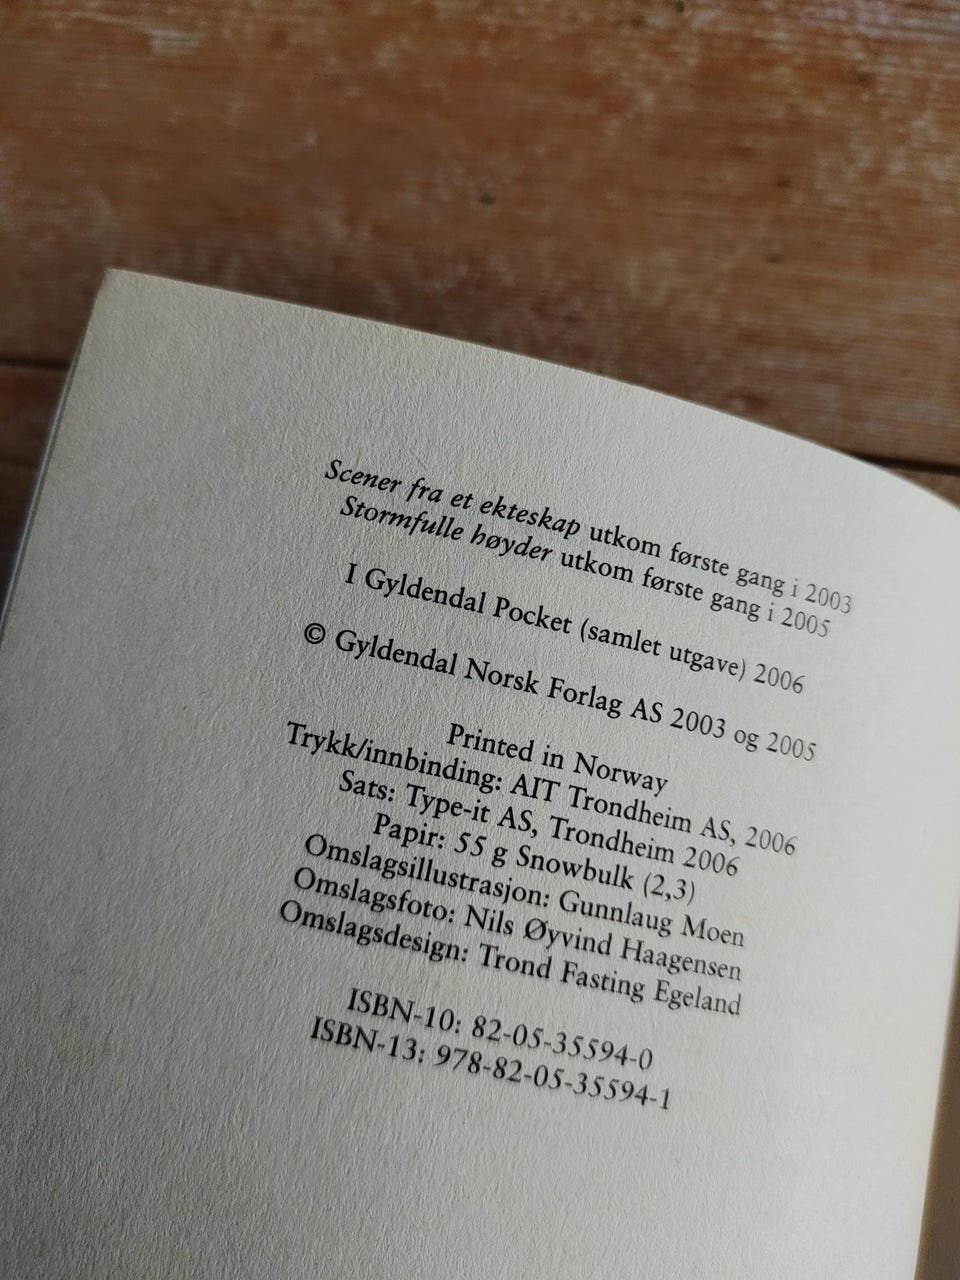 Scener fra et ekteskap utkom første gang i 2003
Stormfulle høyder utkom første gang i 2005
I Gyldendal Pocket (samlet utgave) 2006
© Gyldendal Norsk Forlag AS 2003 og 2005
Printed in Norway
Trykk/innbinding: AIT Trondheim AS, 2006
Sats: Type-it AS, Trondheim 2006
Papir: 55 g Snowbulk (2,3)
Omslagsillustrasjon: Gunnlaug Moen
Omslagsfoto: Nils Øyvind Haagensen
Omslagsdesign: Trond Fasting Egeland
ISBN-10: 82-05-35594-0
ISBN-13: 978-82-05-35594-1